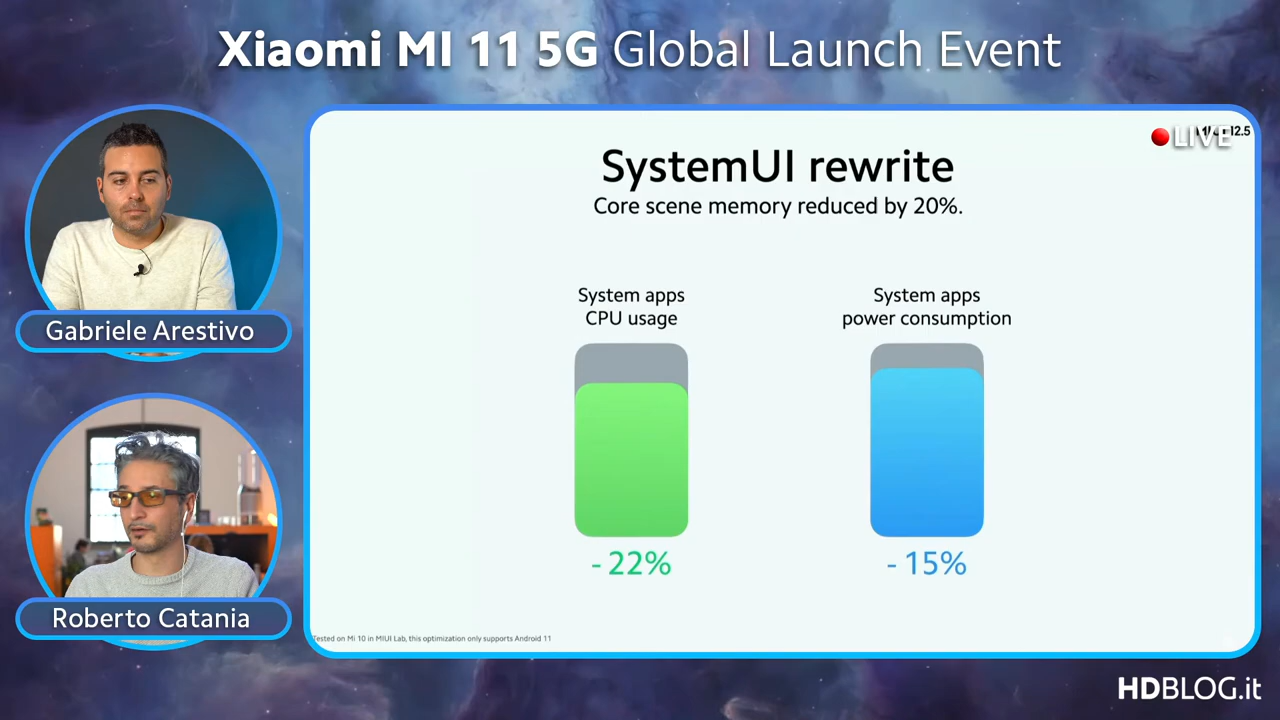 Xiaomi MI 11 5G Global Launch Event
LIVE
12.5
SystemUI rewrite
Core scene memory reduced by 20%.
System apps
CPU usage
System apps
power consumption
- 22%
- 15%
Tested on Mi 10 in MIUI Lab, this optimization only supports Android 11
Gabriele Arestivo
Roberto Catania
HDBLOG.it